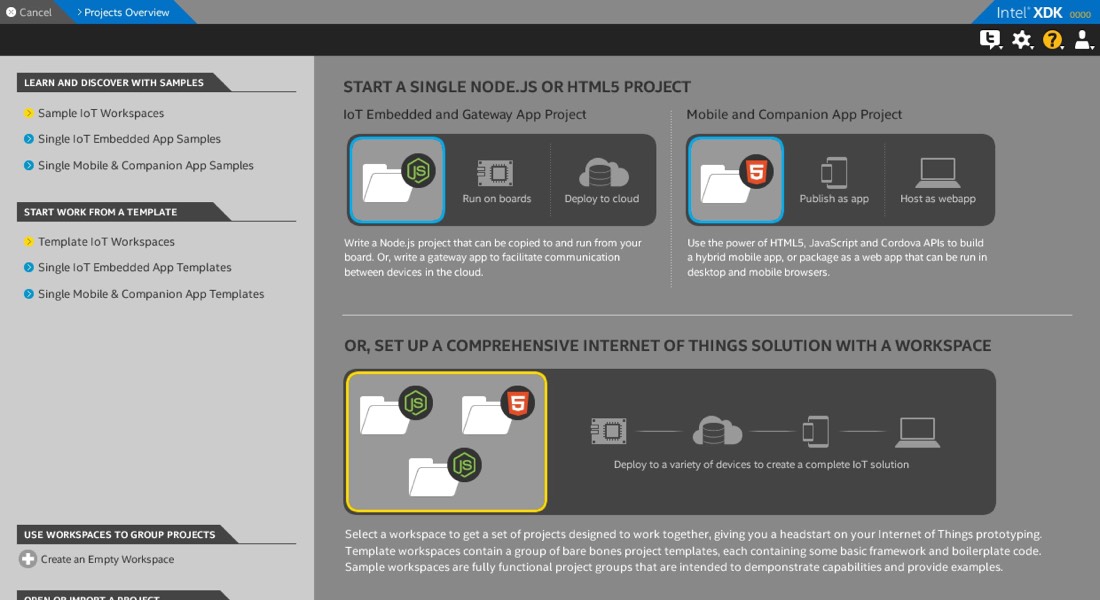 Cancel
Projects Overview
Intel® XDK 0000
LEARN AND DISCOVER WITH SAMPLES
Sample IoT Workspaces
Single IoT Embedded App Samples
Single Mobile & Companion App Samples
START WORK FROM A TEMPLATE
Template IoT Workspaces
Single IoT Embedded App Templates
Single Mobile & Companion App Templates
USE WORKSPACES TO GROUP PROJECTS
Create an Empty Workspace
OPEN OR IMPORT A PROJECT
START A SINGLE NODE.JS OR HTML5 PROJECT
IoT Embedded and Gateway App Project
JS
Run on boards
Deploy to cloud
Write a Node.js project that can be copied to and run from your
board. Or, write a gateway app to facilitate communication
between devices in the cloud.
Mobile and Companion App Project
5
Publish as app
Host as webapp
Use the power of HTML5, JavaScript and Cordova APIs to build
a hybrid mobile app, or package as a web app that can be run in
desktop and mobile browsers.
OR, SET UP A COMPREHENSIVE INTERNET OF THINGS SOLUTION WITH A WORKSPACE
JS
5
JS
Deploy to a variety of devices to create a complete IoT solution
Select a workspace to get a set of projects designed to work together, giving you a headstart on your Internet of Things prototyping.
Template workspaces contain a group of bare bones project templates, each containing some basic framework and boilerplate code.
Sample workspaces are fully functional project groups that are intended to demonstrate capabilities and provide examples.